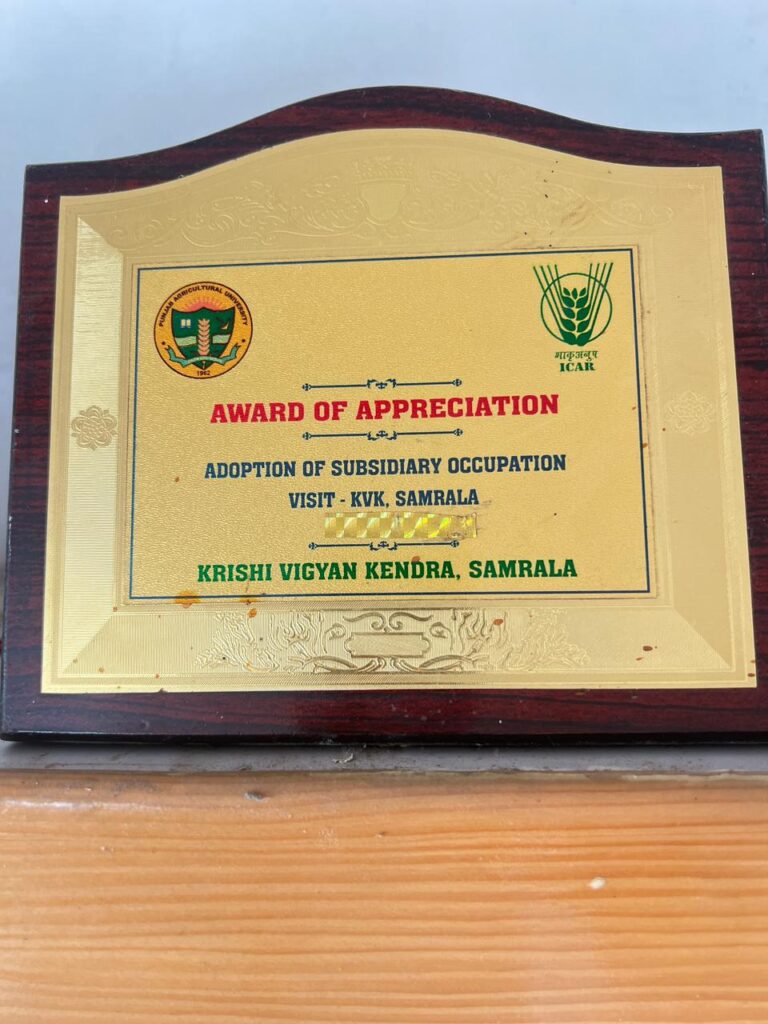 PUNJAB AGRICULTURAL UNIVERSITY
1962
भाकृअनुप
ICAR
AWARD OF APPRECIATION
ADOPTION OF SUBSIDIARY OCCUPATION
VISIT - KVK, SAMRALA
KRISHI VIGYAN KENDRA, SAMRALA